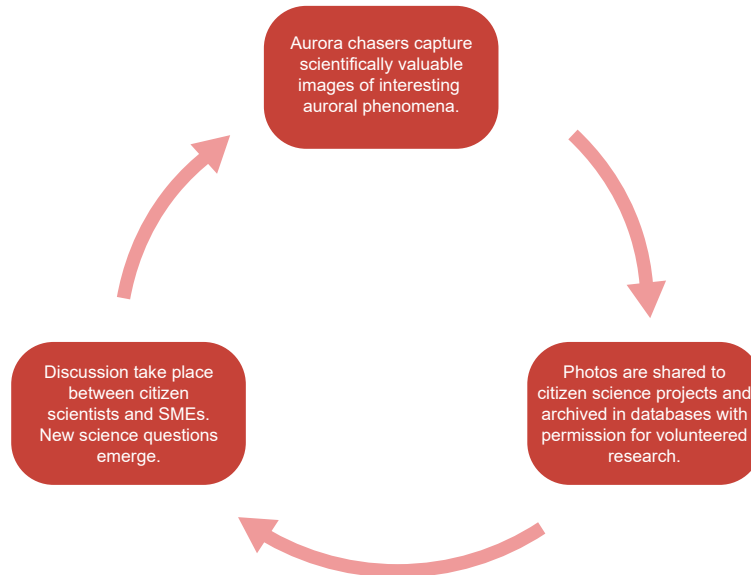 Aurora chasers capture
scientifically valuable
images of interesting
auroral phenomena.
Photos are shared to
citizen science projects and
archived in databases with
permission for volunteered
research.
Discussion take place
between citizen
scientists and SMEs.
New science questions
emerge.